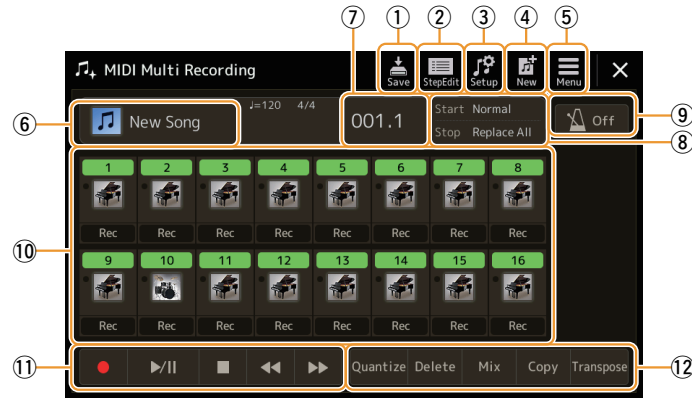 ⑦ ① ② ③ ④ ⑤
MIDI Multi Recording
Save StepEdit Setup New Menu
⑥
New Song
♩=120 4/4
001.1
Start Normal
Stop Replace All
Off
⑨
⑧
1 2 3 4 5 6 7 8
Rec Rec Rec Rec Rec Rec Rec Rec
⑩
9 10 11 12 13 14 15 16
Rec Rec Rec Rec Rec Rec Rec Rec
⑪
Quantize Delete Mix Copy Transpose
⑫